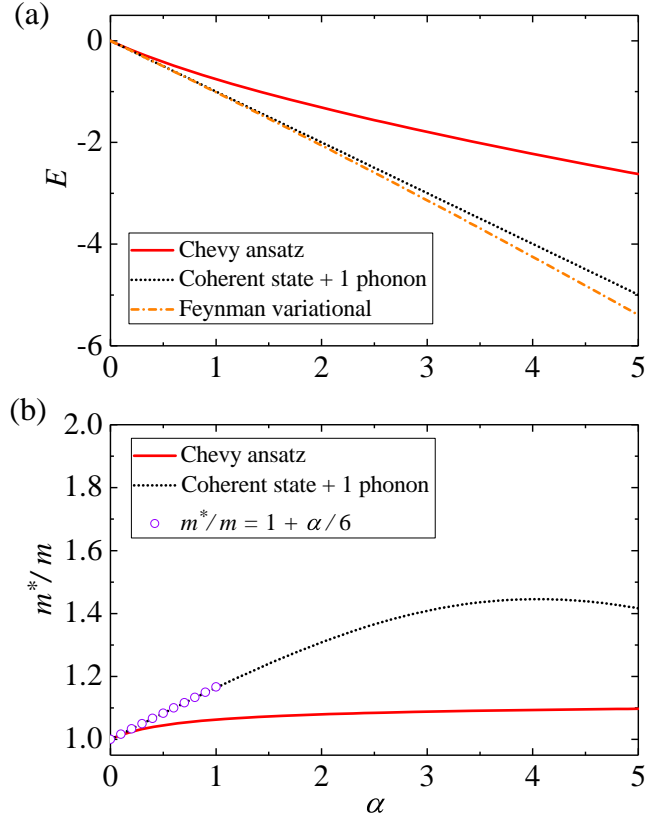 (a)
0
-2
-4
-6
E
Chevy ansatz
Coherent state + 1 phonon
Feynman variational
0 1 2 3 4 5
(b)
2.0
1.8
1.6
1.4
1.2
1.0
m*/m
Chevy ansatz
Coherent state + 1 phonon
m*/m = 1 + α/6
0 1 2 3 4 5
α